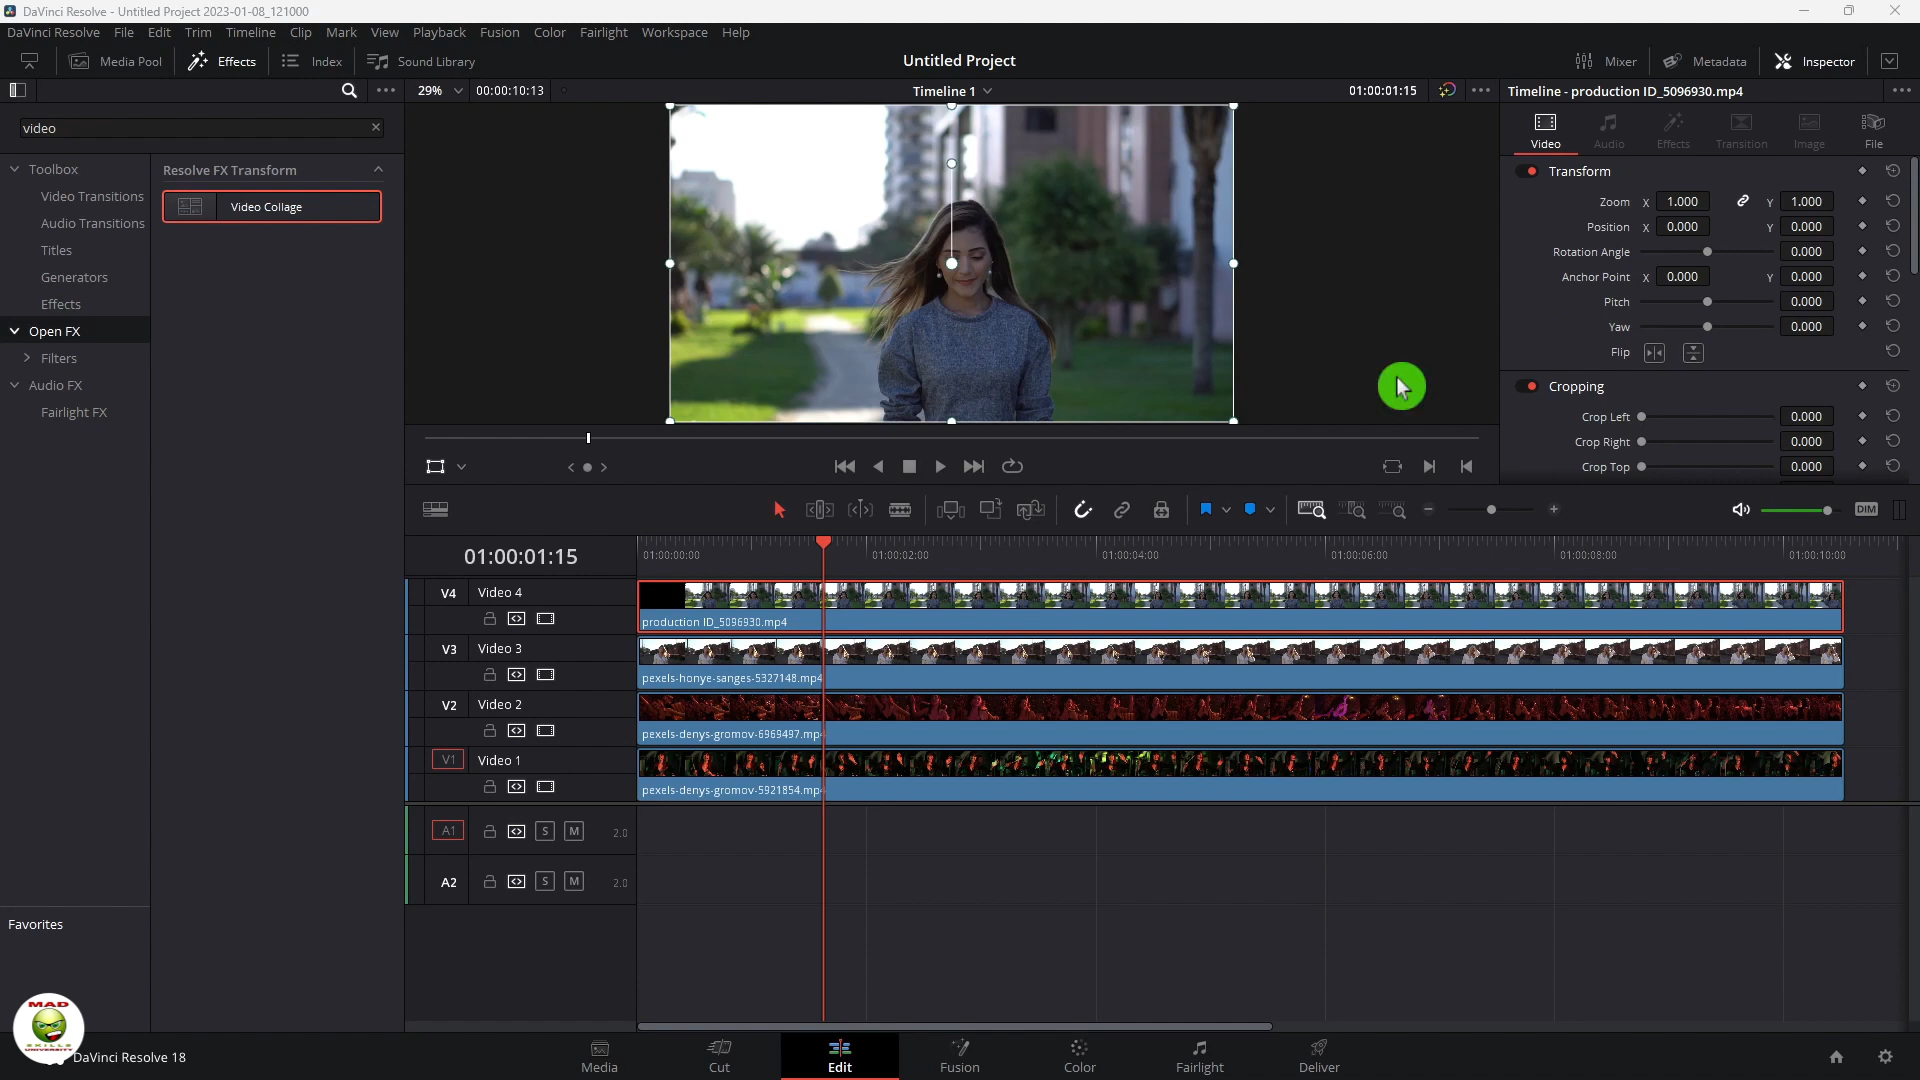 DaVinci Resolve - Untitled Project 2023-01-08_121000
DaVinci Resolve File Edit Trim Timeline Clip Mark View Playback Fusion Color Fairlight Workspace Help
Media Pool Effects Index Sound Library Untitled Project Mixer Metadata Inspector
29% 00:00:10:13 Timeline 1 01:00:01:15 Timeline - production ID_5096930.mp4
video
Toolbox
Video Transitions
Audio Transitions
Titles
Generators
Effects
Open FX
Filters
Audio FX
Fairlight FX
Favorites
Resolve FX Transform
Video Collage
Video Audio Effects Transition Image File
Transform
Zoom X 1.000 Y 1.000
Position X 0.000 Y 0.000
Rotation Angle 0.000
Anchor Point X 0.000 Y 0.000
Pitch 0.000
Yaw 0.000
Flip
Cropping
Crop Left 0.000
Crop Right 0.000
Crop Top 0.000
DIM
01:00:01:15 01:00:00:00 01:00:02:00 01:00:04:00 01:00:06:00 01:00:08:00 01:00:10:00
V4 Video 4
production ID_5096930.mp4
V3 Video 3
pexels-honye-sanges-5327148.mp4
V2 Video 2
pexels-denys-gromov-6969497.mp4
V1 Video 1
pexels-denys-gromov-5921854.mp4
A1 S M 2.0
A2 S M 2.0
MAD
SKILLS
UNIVERSITY
DaVinci Resolve 18
Media Cut Edit Fusion Color Fairlight Deliver